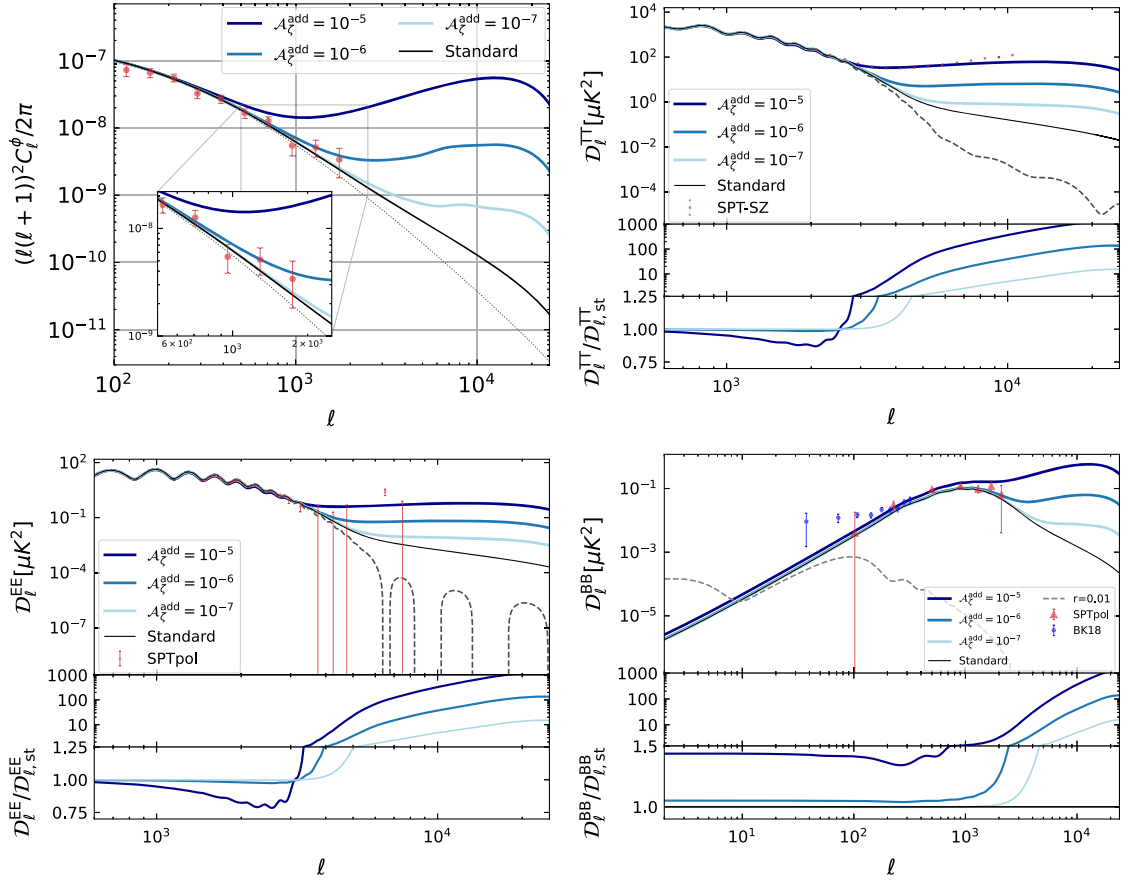 𝒜_ζ^add = 10^−5
𝒜_ζ^add = 10^−7
𝒜_ζ^add = 10^−6
Standard
(ℓ(ℓ + 1))^2 C_ℓ^ϕ/2π
10^−7
10^−8
10^−9
10^−10
10^−11
10^−8
10^−9
6 × 10^2
10^3
2 × 10^3
10^2
10^3
10^4
ℓ
𝒟_ℓ^TT[μK^2]
10^4
10^2
10^0
10^−2
10^−4
𝒜_ζ^add = 10^−5
𝒜_ζ^add = 10^−6
𝒜_ζ^add = 10^−7
Standard
SPT-SZ
1000
100
10
𝒟_ℓ^TT/𝒟_ℓ,st^TT
1.25
1.00
0.75
10^3
10^4
ℓ
𝒟_ℓ^EE[μK^2]
10^2
10^−1
10^−4
10^−7
𝒜_ζ^add = 10^−5
𝒜_ζ^add = 10^−6
𝒜_ζ^add = 10^−7
Standard
SPTpol
1000
100
10
𝒟_ℓ^EE/𝒟_ℓ,st^EE
1.25
1.00
0.75
10^3
10^4
ℓ
𝒟_ℓ^BB[μK^2]
10^−1
10^−3
10^−5
𝒜_ζ^add = 10^−5
𝒜_ζ^add = 10^−6
𝒜_ζ^add = 10^−7
Standard
r=0.01
SPTpol
BK18
1000
100
10
𝒟_ℓ^BB/𝒟_ℓ,st^BB
1.5
1.0
10^1
10^2
10^3
10^4
ℓ